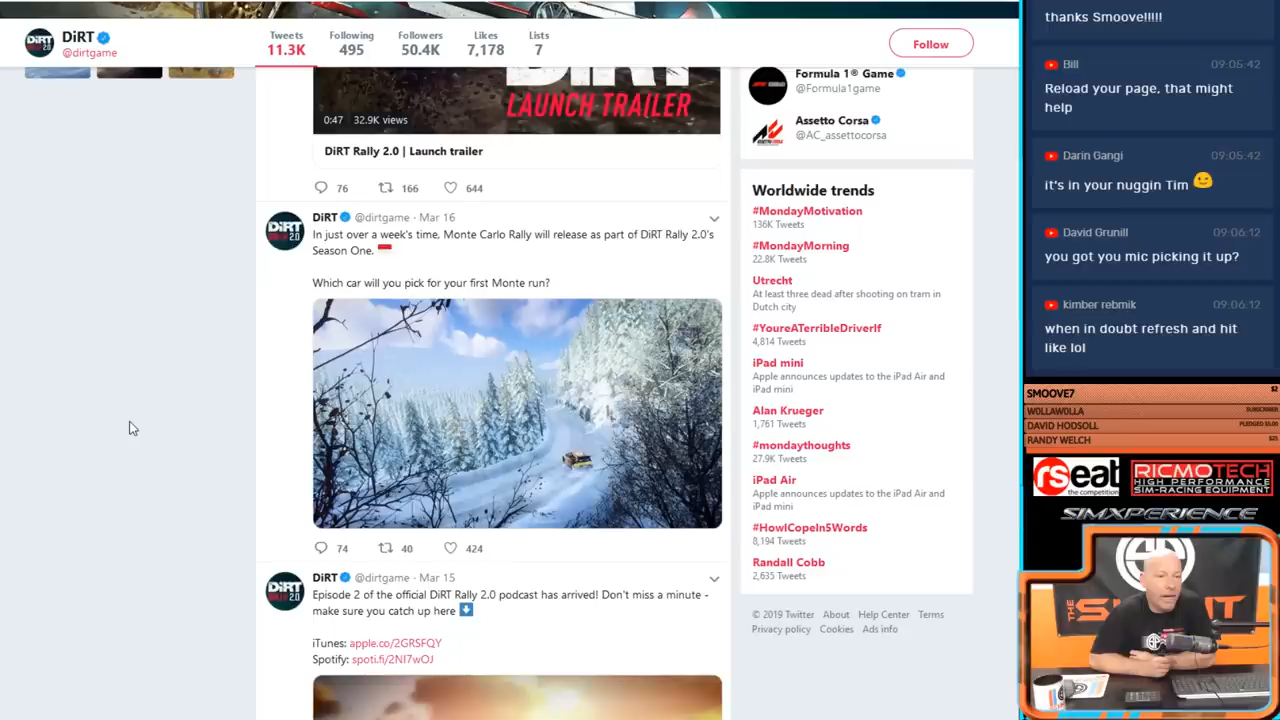 DiRT
@dirtgame
Tweets
11.3K
Following
495
Followers
50.4K
Likes
7,178
Lists
7
Follow
DiRT
LAUNCH TRAILER
0:47 32.9K views
DiRT Rally 2.0 | Launch trailer
76 166 644
DiRT @dirtgame · Mar 16
In just over a week's time, Monte Carlo Rally will release as part of DiRT Rally 2.0's
Season One.
Which car will you pick for your first Monte run?
74 40 424
DiRT @dirtgame · Mar 15
Episode 2 of the official DiRT Rally 2.0 podcast has arrived! Don't miss a minute -
make sure you catch up here
iTunes: apple.co/2GRSFQY
Spotify: spoti.fi/2NI7wOJ
Formula 1® Game
@Formula1game
Assetto Corsa
@AC_assettocorsa
Worldwide trends
#MondayMotivation
136K Tweets
#MondayMorning
22.8K Tweets
Utrecht
At least three dead after shooting on tram in
Dutch city
#YoureATerribleDriverIf
4,814 Tweets
iPad mini
Apple announces updates to the iPad Air and
iPad mini
Alan Krueger
1,761 Tweets
#mondaythoughts
27.9K Tweets
iPad Air
Apple announces updates to the iPad Air and
iPad mini
#HowICopeIn5Words
8,194 Tweets
Randall Cobb
2,635 Tweets
© 2019 Twitter About Help Center Terms
Privacy policy Cookies Ads info
thanks Smoove!!!!!
Bill 09:05:42
Reload your page, that might
help
Darin Gangi 09:05:42
it's in your nuggin Tim
David Grunill 09:06:12
you got you mic picking it up?
kimber rebmik 09:06:12
when in doubt refresh and hit
like lol
SMOOVE7 $2
W0LLAW0LLA SUBSCRIBER
DAVID HODSOLL PLEDGED $5.00
RANDY WELCH $25
rseat
the competition
RICMOTECH
HIGH PERFORMANCE
SIM-RACING EQUIPMENT
SIMXPERIENCE
THE